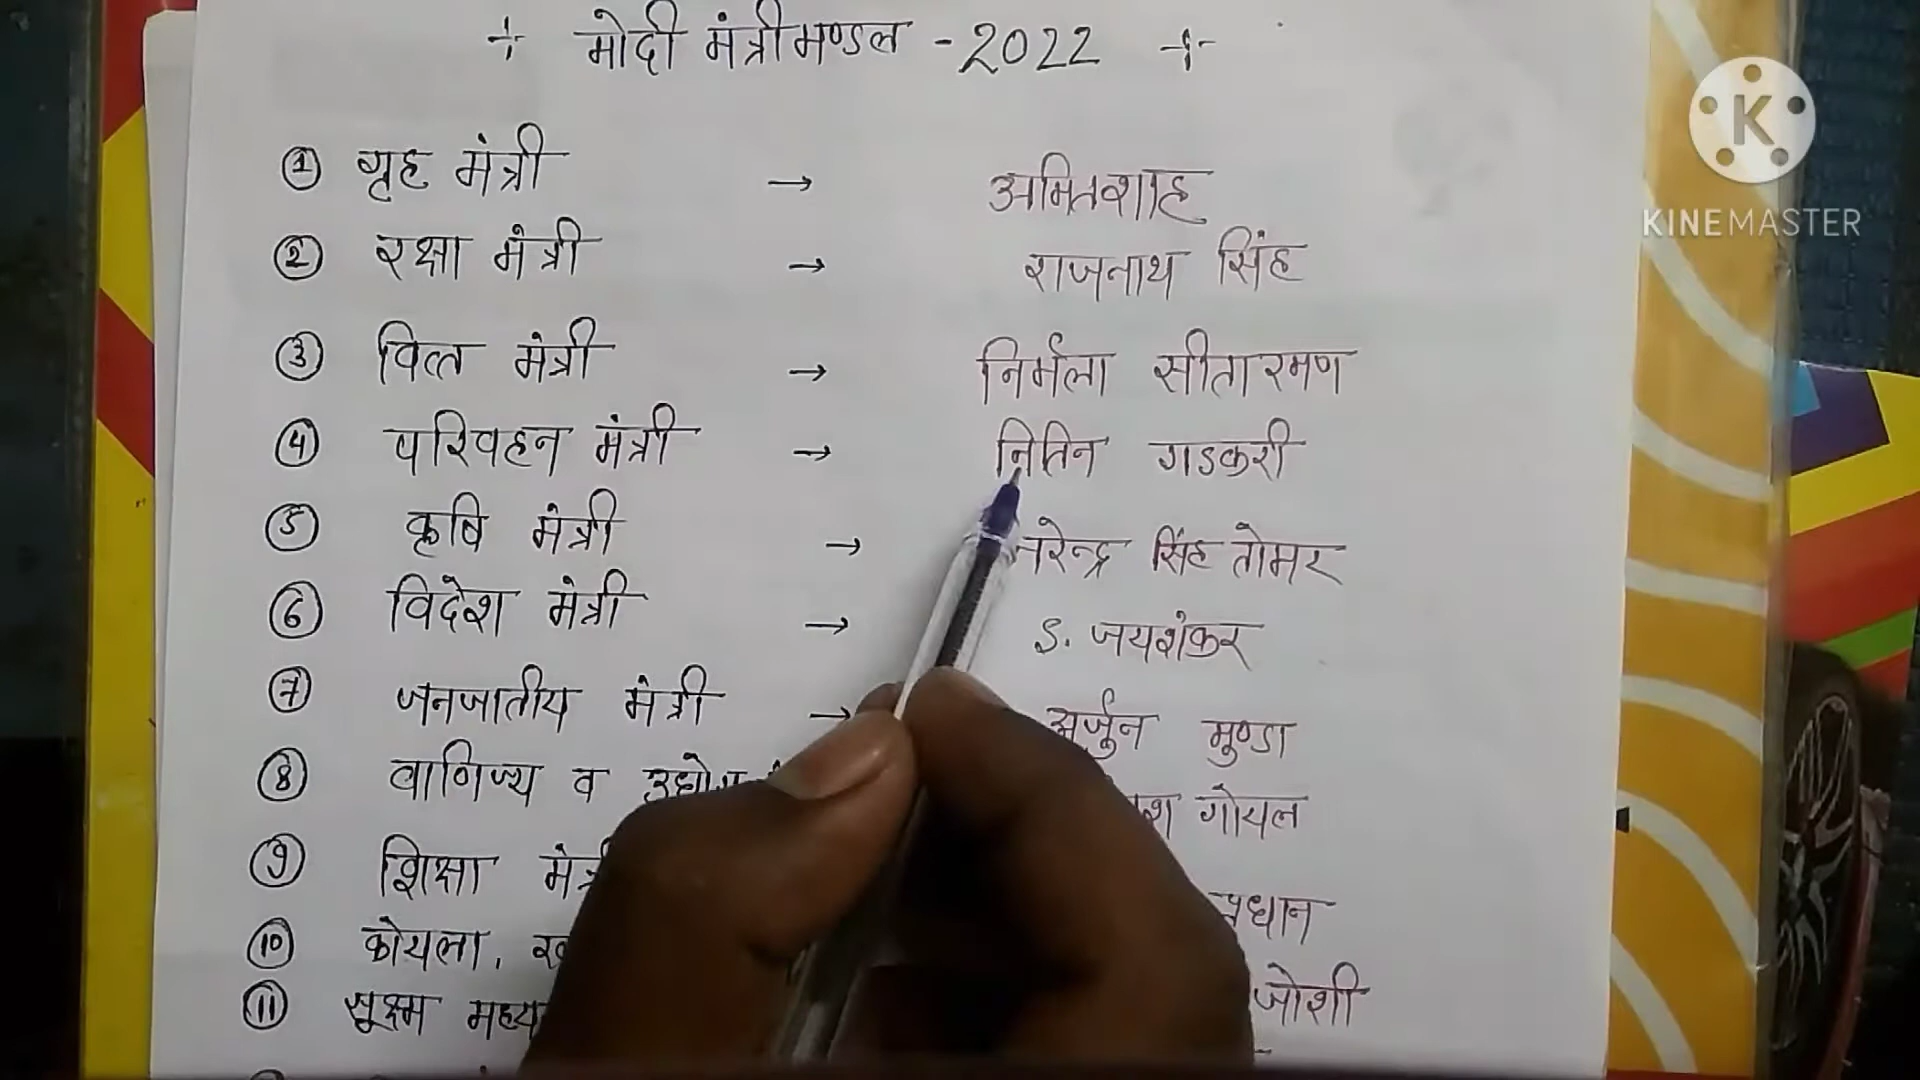 ÷ मोदी मंत्रीमण्डल - 2022 ÷
K
KINEMASTER
① गृह मंत्री → अमितशाह
② रक्षा मंत्री → राजनाथ सिंह
③ वित्त मंत्री → निर्मला सीतारमण
④ परिवहन मंत्री → नितिन गडकरी
⑤ कृषि मंत्री → नरेन्द्र सिंह तोमर
⑥ विदेश मंत्री → S. जयशंकर
⑦ जनजातीय मंत्री → अर्जुन मुण्डा
⑧ वाणिज्य व गोयल
⑨ शिक्षा मंत्री प्रधान
⑩ कोयला, जोशी
⑪ सूक्ष्म